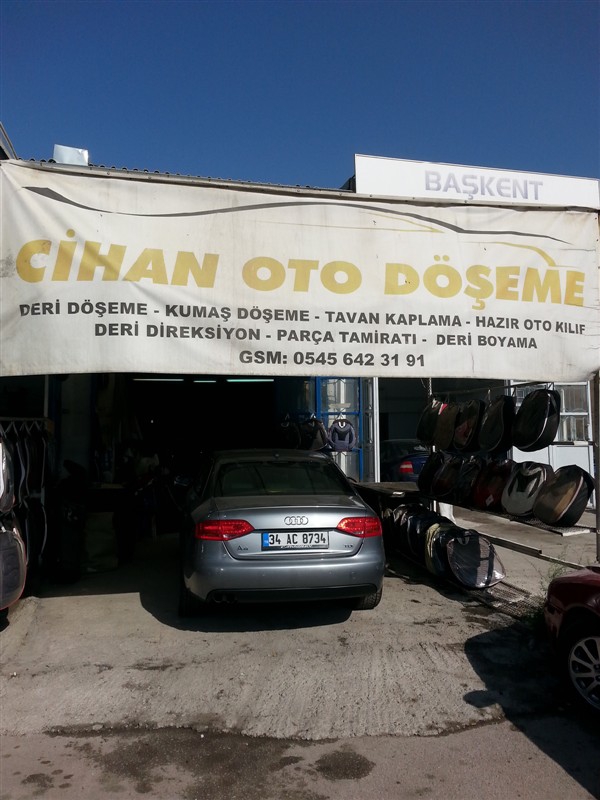 BAŞKENT
CİHAN OTO DÖŞEME
DERİ DÖŞEME - KUMAŞ DÖŞEME - TAVAN KAPLAMA - HAZIR OTO KILIF
DERİ DİREKSİYON - PARÇA TAMİRATI - DERİ BOYAMA
GSM: 0545 642 31 91
34 AC 8734